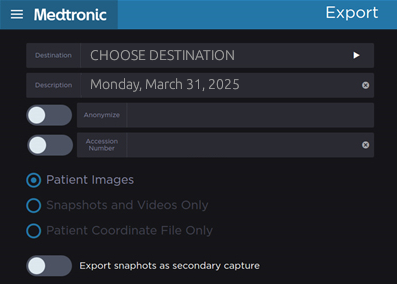 Medtronic
Export
Destination
CHOOSE DESTINATION
Description
Monday, March 31, 2025
Anonymize
Accession
Number
Patient Images
Snapshots and Videos Only
Patient Coordinate File Only
Export snaphots as secondary capture